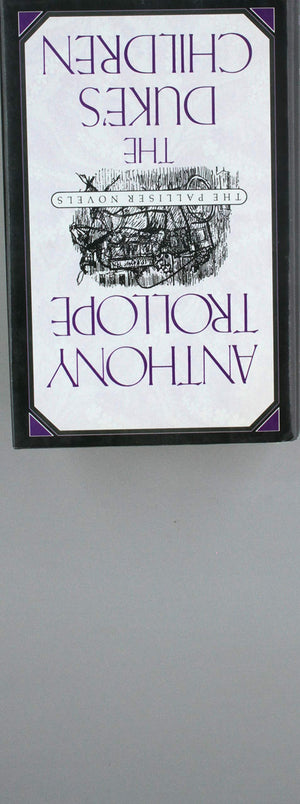 ANTHONY
TROLLOPE
THE PALLISER NOVELS
THE
DUKE'S
CHILDREN